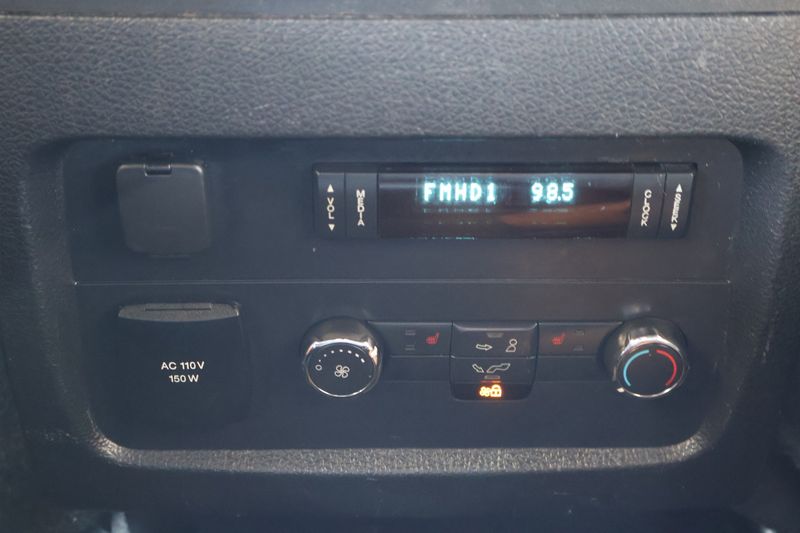 VOL
MEDIA
FMHD1 98.5
CLOCK
SEEK
AC 110V
150W